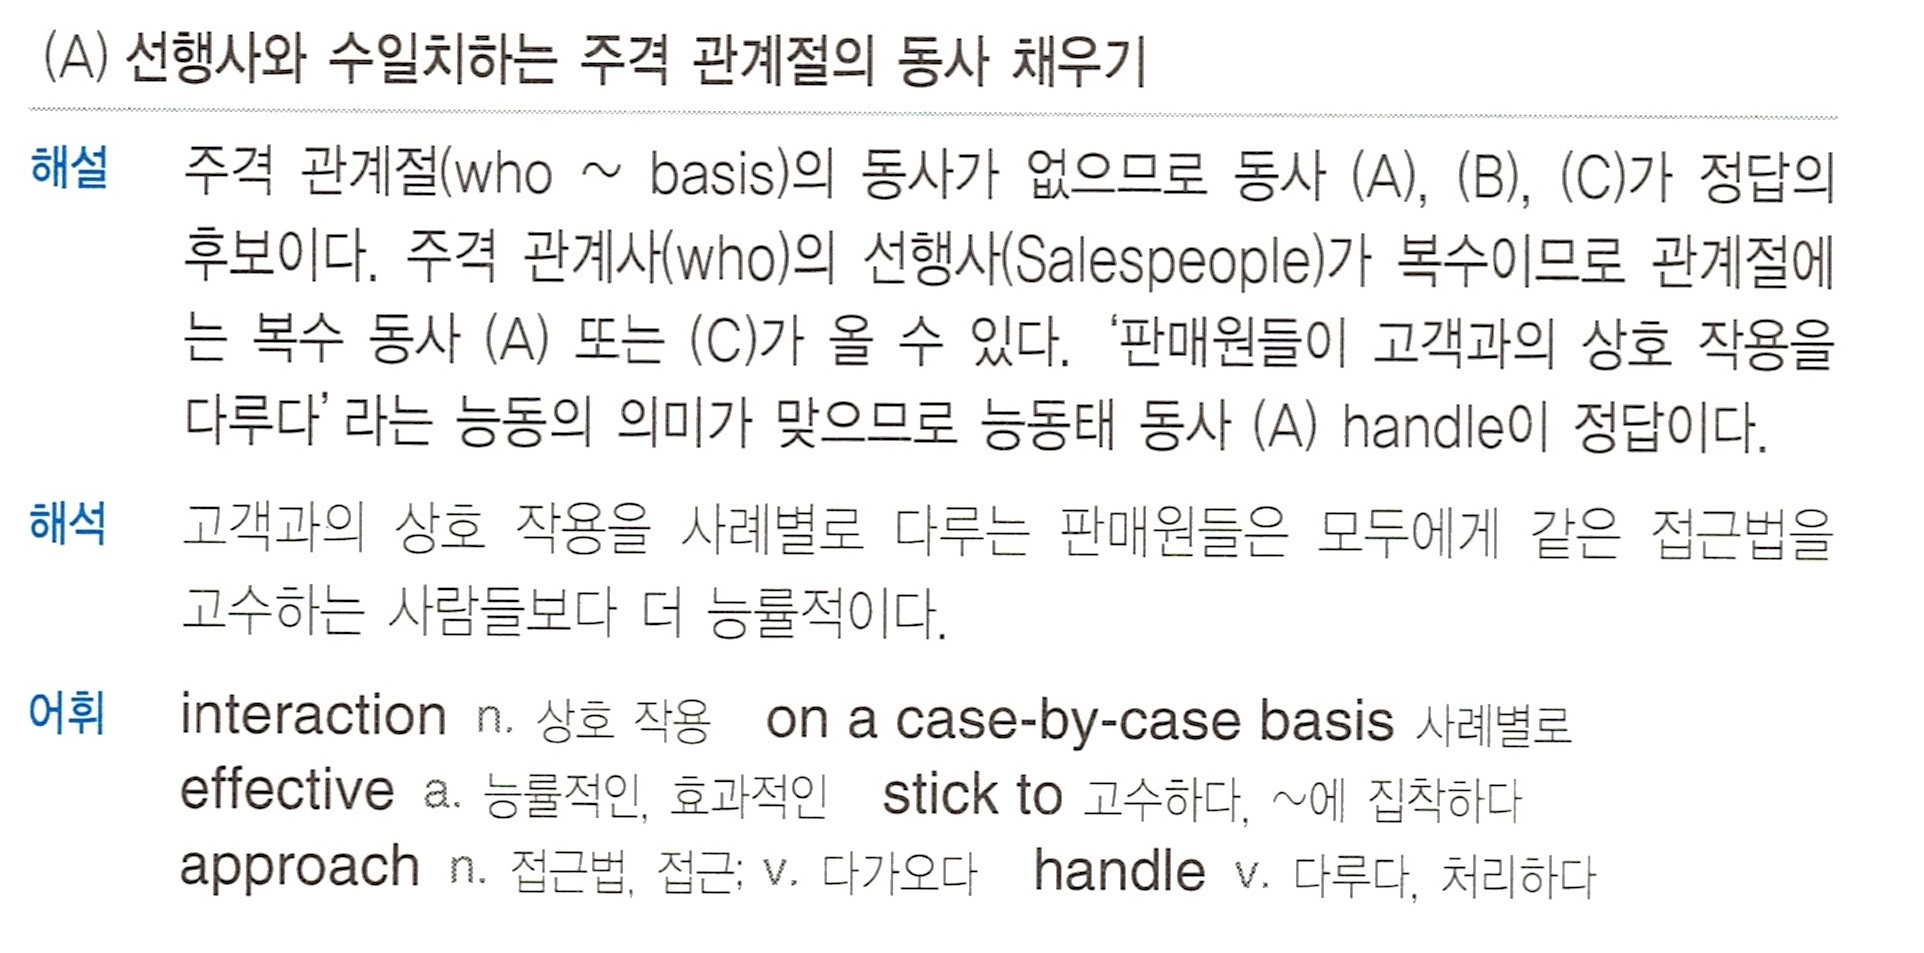 (A) 선행사와 수일치하는 주격 관계절의 동사 채우기
해설 주격 관계절(who ~ basis)의 동사가 없으므로 동사 (A), (B), (C)가 정답의
후보이다. 주격 관계사(who)의 선행사(Salespeople)가 복수이므로 관계절에
는 복수 동사 (A) 또는 (C)가 올 수 있다. ‘판매원들이 고객과의 상호 작용을
다루다’라는 능동의 의미가 맞으므로 능동태 동사 (A) handle이 정답이다.
해석 고객과의 상호 작용을 사례별로 다루는 판매원들은 모두에게 같은 접근법을
고수하는 사람들보다 더 능률적이다.
어휘 interaction n. 상호 작용 on a case-by-case basis 사례별로
effective a. 능률적인, 효과적인 stick to 고수하다, ~에 집착하다
approach n. 접근법, 접근; v. 다가오다 handle v. 다루다, 처리하다